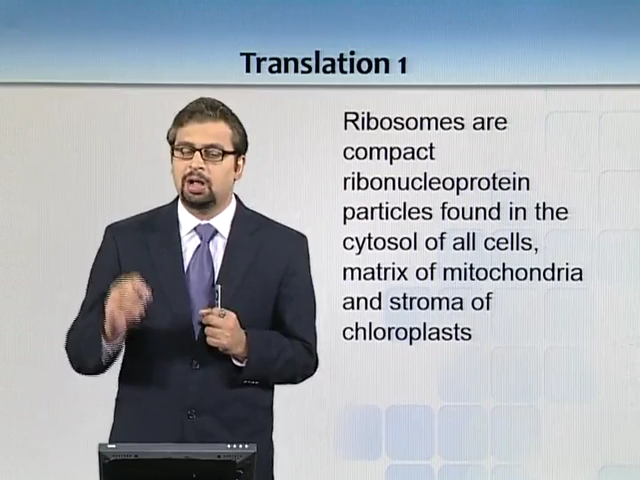 Translation 1
Ribosomes are
compact
ribonucleoprotein
particles found in the
cytosol of all cells,
matrix of mitochondria
and stroma of
chloroplasts